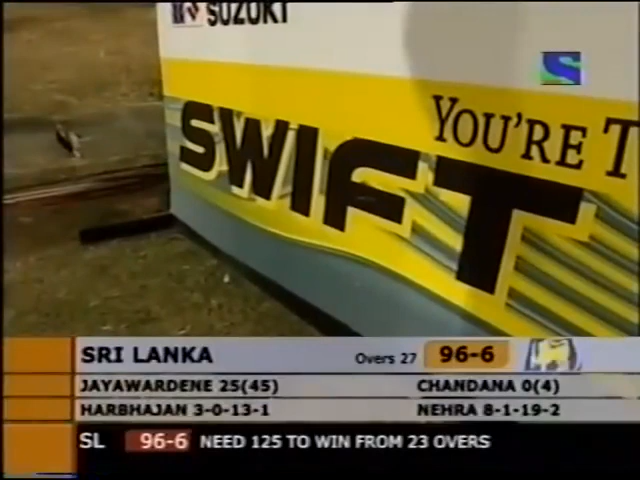 SUZUKI
YOU'RE T
SWIFT
SRI LANKA Overs 27 96-6
JAYAWARDENE 25(45) CHANDANA 0(4)
HARBHAJAN 3-0-13-1 NEHRA 8-1-19-2
SL 96-6 NEED 125 TO WIN FROM 23 OVERS